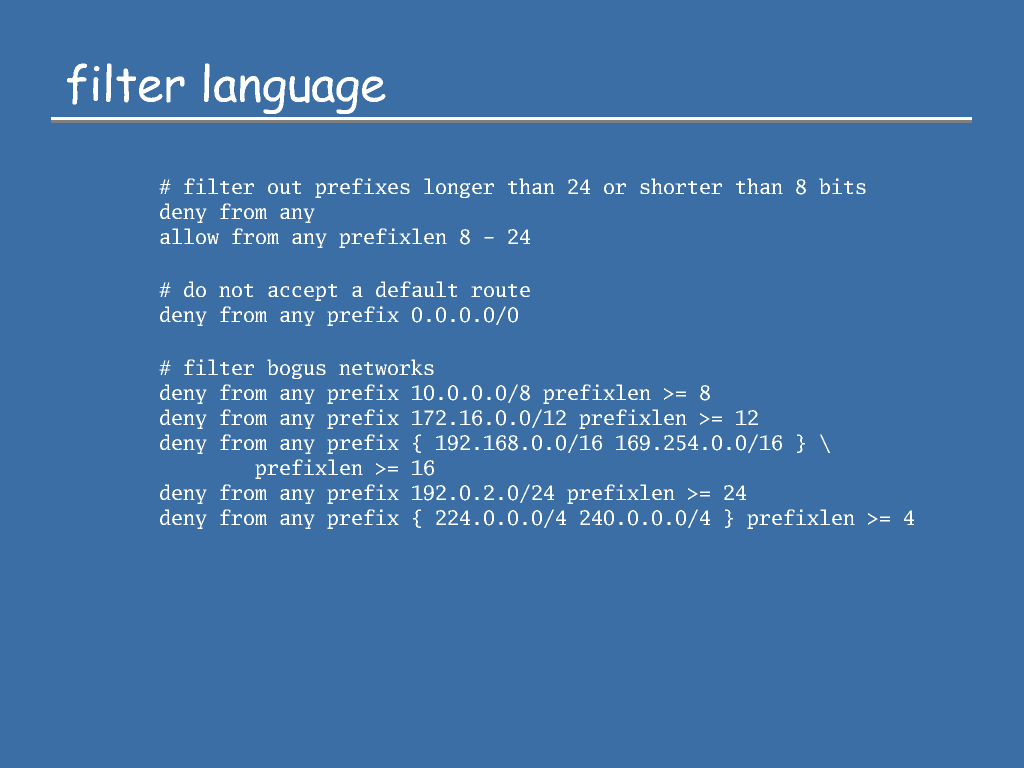 filter language
# filter out prefixes longer than 24 or shorter than 8 bits
deny from any
allow from any prefixlen 8 – 24
# do not accept a default route
deny from any prefix 0.0.0.0/0
# filter bogus networks
deny from any prefix 10.0.0.0/8 prefixlen >= 8
deny from any prefix 172.16.0.0/12 prefixlen >= 12
deny from any prefix { 192.168.0.0/16 169.254.0.0/16 } \
prefixlen >= 16
deny from any prefix 192.0.2.0/24 prefixlen >= 24
deny from any prefix { 224.0.0.0/4 240.0.0.0/4 } prefixlen >= 4